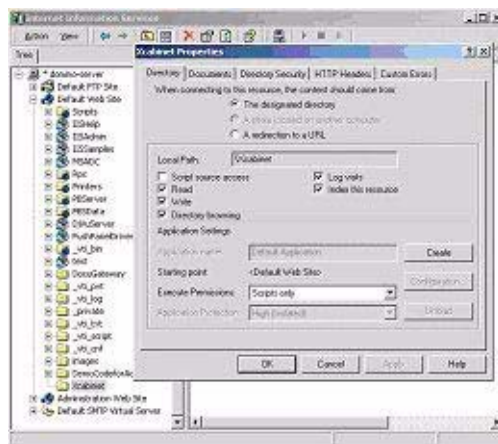 Internet Information Services
Action View
Tree
* dommo-server
Default FTP Site
Default Web Site
Scripts
IISHelp
IISAdmin
IISSamples
MSADC
Rpc
Printers
PBServer
PBSData
_vti_bin
test
DocuGateway
_vti_pvt
_vti_log
_private
_vti_txt
_vti_script
_vti_cnf
images
Xcabinet
Administration Web Site
Default SMTP Virtual Server
Xcabinet Properties
Directory Documents Directory Security HTTP Headers Custom Errors
When connecting to this resource, the content should come from:
The designated directory
A share located on another computer
A redirection to a URL
Local Path: \Xcabinet
Script source access Log visits
Read Index this resource
Write
Directory browsing
Application Settings
Application name: Default Application Create
Starting point: <Default Web Site> Configuration...
Execute Permissions: Scripts only
Application Protection: High (Isolated) Unload
OK Cancel Apply Help